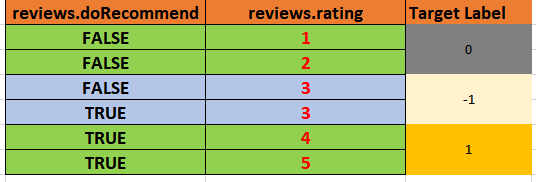 reviews.doRecommend reviews.rating Target Label
FALSE 1
0
FALSE 2
FALSE 3
-1
TRUE 3
TRUE 4
1
TRUE 5